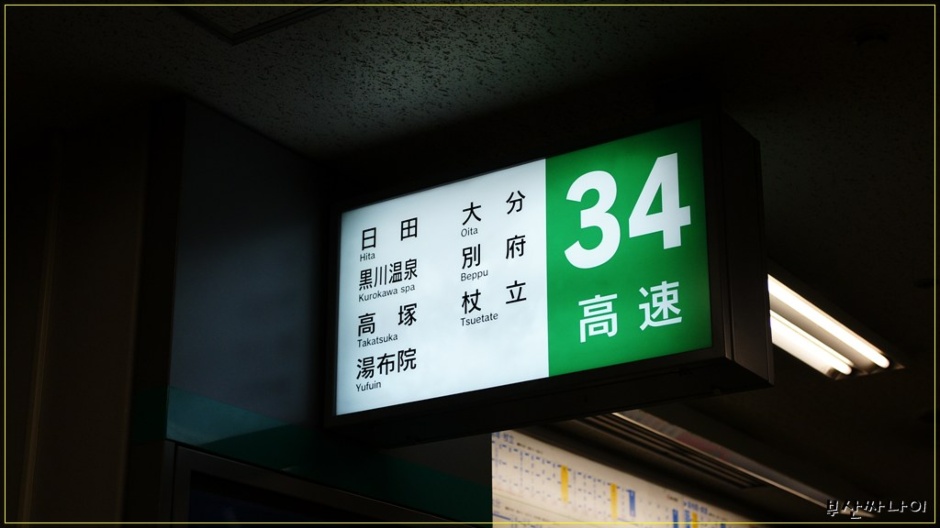 日田
Hita
黒川温泉
Kurokawa spa
高塚
Takatsuka
湯布院
Yufuin
大分
Oita
別府
Beppu
杖立
Tsuetate
34
高速
부산싸나이